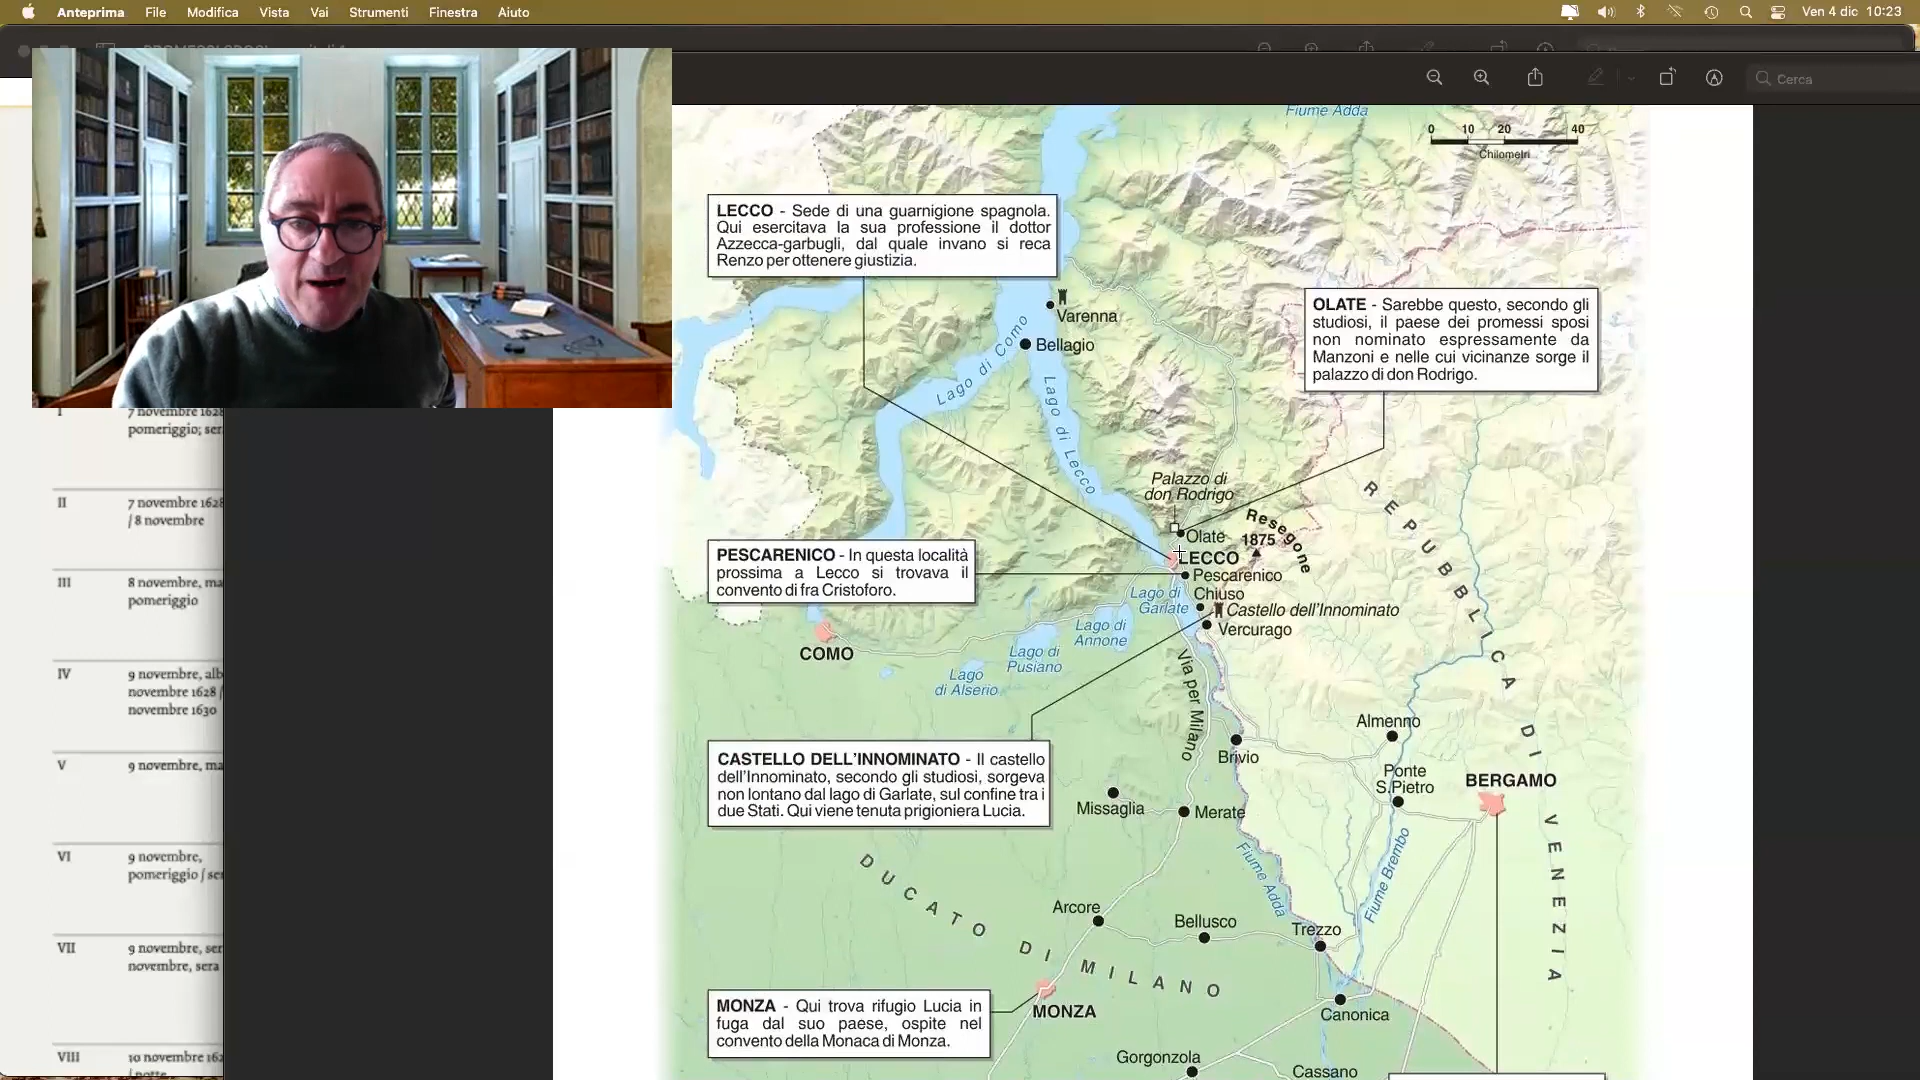 Anteprima File Modifica Vista Vai Strumenti Finestra Aiuto
Ven 4 dic 10:23
Cerca
Fiume Adda
0 10 20 40
Chilometri
LECCO - Sede di una guarnigione spagnola.
Qui esercitava la sua professione il dottor
Azzecca-garbugli, dal quale invano si reca
Renzo per ottenere giustizia.
OLATE - Sarebbe questo, secondo gli
studiosi, il paese dei promessi sposi
non nominato espressamente da
Manzoni e nelle cui vicinanze sorge il
palazzo di don Rodrigo.
Varenna
Bellagio
Lago di Como
Lago di Lecco
Palazzo di
don Rodrigo
Olate
Resegone
1875
LECCO
PESCARENICO - In questa località
prossima a Lecco si trovava il
convento di fra Cristoforo.
Pescarenico
Chiuso
Lago di
Garlate
Castello dell'Innominato
Vercurago
Lago di
Annone
Lago di
Pusiano
Lago
di Alserio
COMO
Via per Milano
REPUBBLICA DI VENEZIA
CASTELLO DELL'INNOMINATO - Il castello
dell'Innominato, secondo gli studiosi, sorgeva
non lontano dal lago di Garlate, sul confine tra i
due Stati. Qui viene tenuta prigioniera Lucia.
Brivio
Almenno
Ponte
S.Pietro
BERGAMO
Missaglia
Merate
Fiume Adda
Fiume Brembo
DUCATO DI MILANO
Arcore
Bellusco
Trezzo
MONZA - Qui trova rifugio Lucia in
fuga dal suo paese, ospite nel
convento della Monaca di Monza.
MONZA
Canonica
Gorgonzola
Cassano
I 7 novembre 1628
pomeriggio; ser
II 7 novembre 1628
/ 8 novembre
III 8 novembre, ma
pomeriggio
IV 9 novembre, alb
novembre 1628 /
novembre 1630
V 9 novembre, ma
VI 9 novembre,
pomeriggio / se
VII 9 novembre, ser
novembre, sera
VIII 10 novembre 162
/ notte